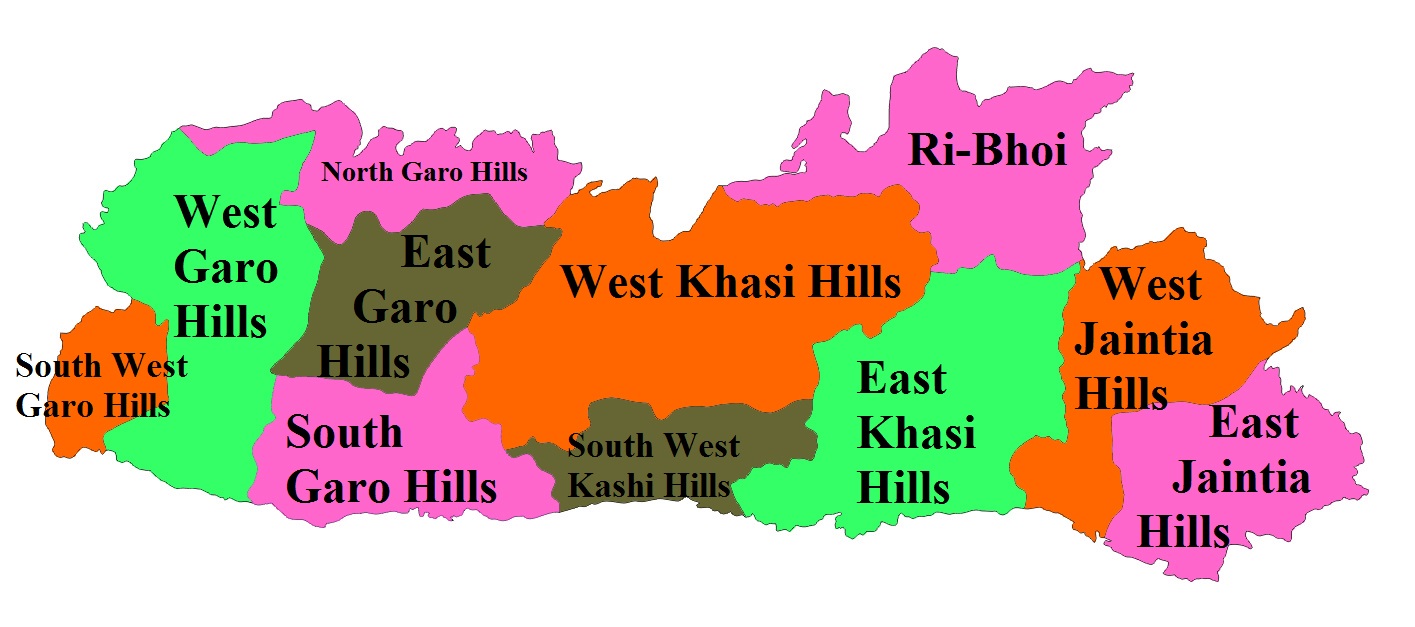 Ri-Bhoi
North Garo Hills
West
Garo
Hills
East
Garo
Hills
West Khasi Hills
West
Jaintia
Hills
South West
Garo Hills
East
Khasi
Hills
South
Garo Hills
South West
Kashi Hills
East
Jaintia
Hills